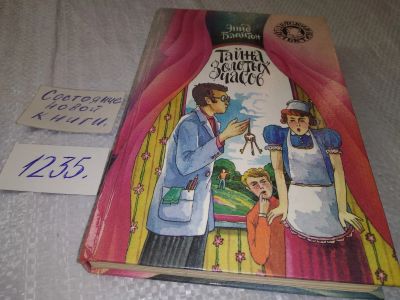 Энид Блайтон
Тайна
Золотых
часов
Состояние
новой
книги.
1235.